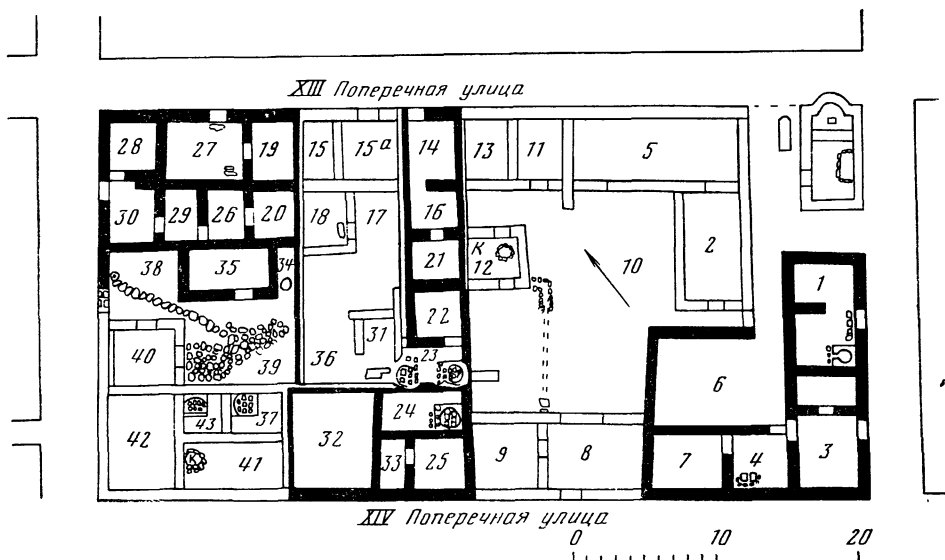 XIII Поперечная улица
28 27 19 15 15а 14 13 11 5
30 29 26 20 18 17 16 2
38 35 34 21 К 12 10 1
40 39 36 31 22 23 6
42 43 37 32 24 9 8 7 4 3
41 К 33 25
XIV Поперечная улица
0 10 20